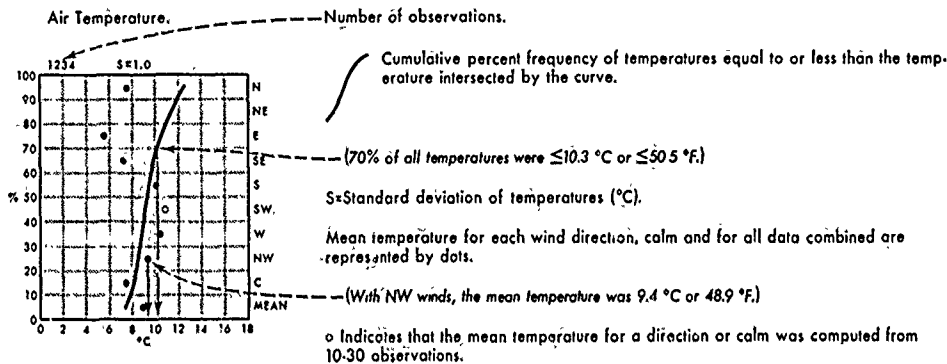 Air Temperature.
Number of observations.
1234 S=1.0
Cumulative percent frequency of temperatures equal to or less than the temp-
erature intersected by the curve.
100
90
80
70
60
50
%
40
30
20
10
0
N
NE
E
SE
S
SW
W
NW
C
MEAN
0 2 4 6 8 10 12 14 16 18
°C
(70% of all temperatures were ≤10.3 °C or ≤50.5 °F.)
S=Standard deviation of temperatures (°C).
Mean temperature for each wind direction, calm and for all data combined are
represented by dots.
(With NW winds, the mean temperature was 9.4 °C or 48.9 °F.)
o Indicates that the mean temperature for a direction or calm was computed from
10-30 observations.